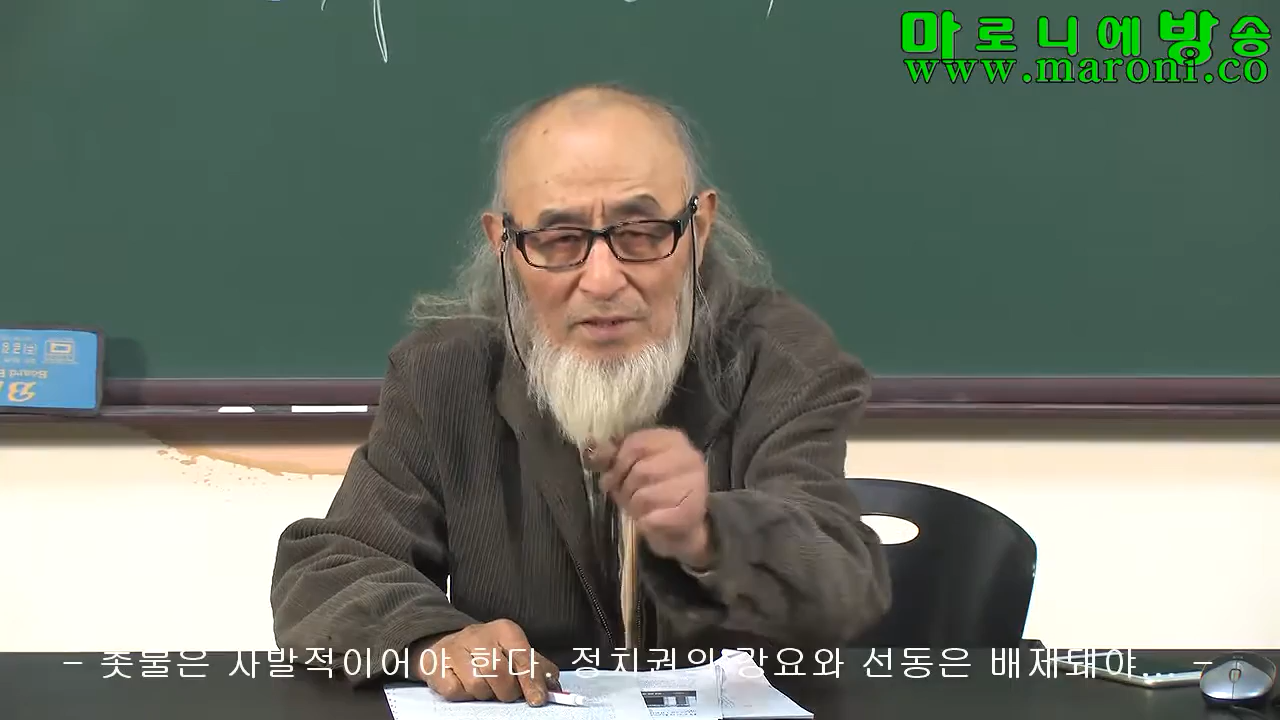 마로니에방송
www.maroni.co
- 촛불은 사발적이어야 한다. 정치권의 강요와 선동은 배제돼야... -